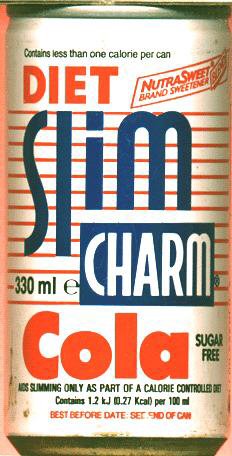 Contains less than one calorie per can
DIET
NUTRASWEET
BRAND SWEETENER
Slim
CHARM®
330 ml e
Cola
SUGAR
FREE
AIDS SLIMMING ONLY AS PART OF A CALORIE CONTROLLED DIET
Contains 1.2 kJ (0.27 Kcal) per 100 ml
BEST BEFORE DATE: SEE END OF CAN